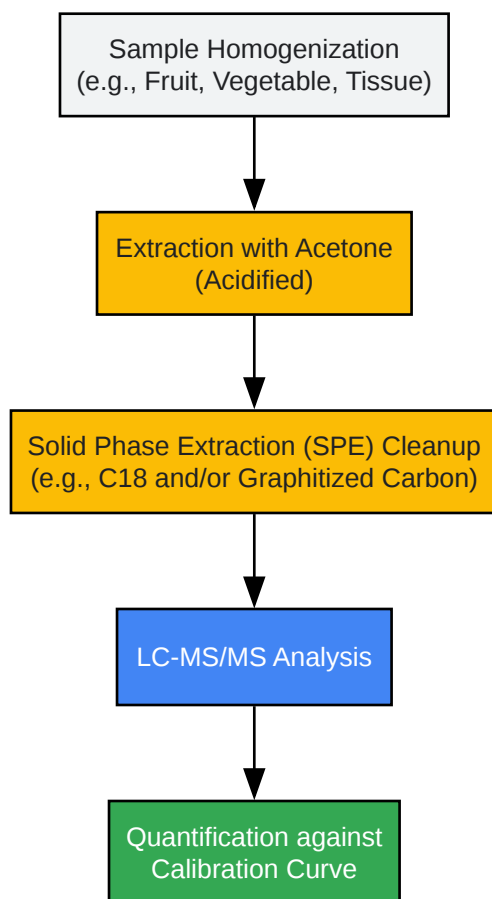 Sample Homogenization
(e.g., Fruit, Vegetable, Tissue)
Extraction with Acetone
(Acidified)
Solid Phase Extraction (SPE) Cleanup
(e.g., C18 and/or Graphitized Carbon)
LC-MS/MS Analysis
Quantification against
Calibration Curve